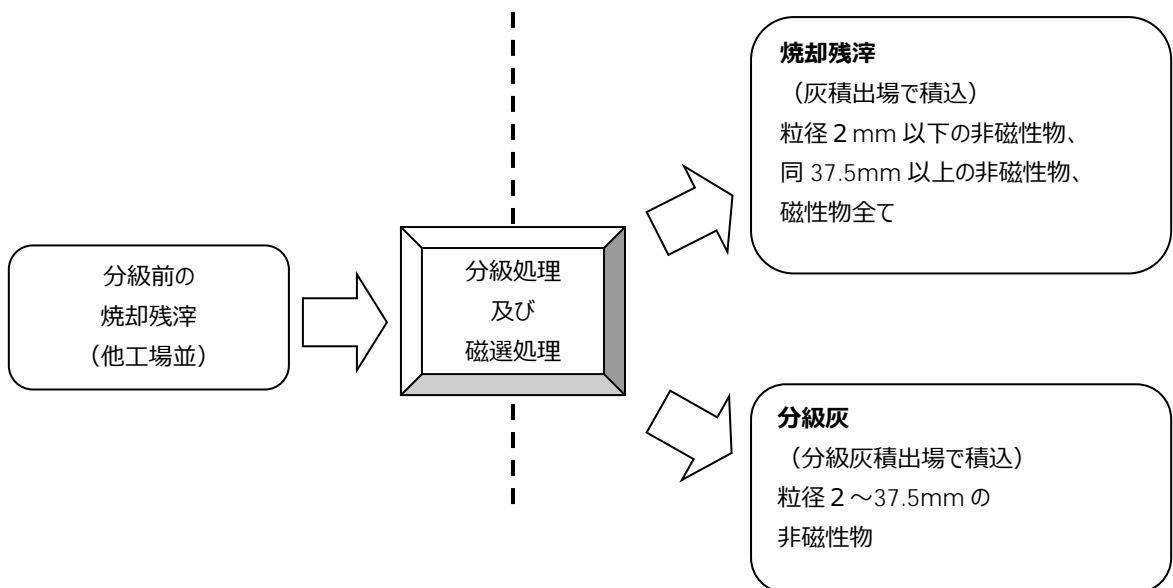 分級前の
焼却残滓
（他工場並）
分級処理
及び
磁選処理
焼却残滓
（灰積出場で積込）
粒径２mm 以下の非磁性物、
同 37.5mm 以上の非磁性物、
磁性物全て
分級灰
（分級灰積出場で積込）
粒径２～37.5mm の
非磁性物